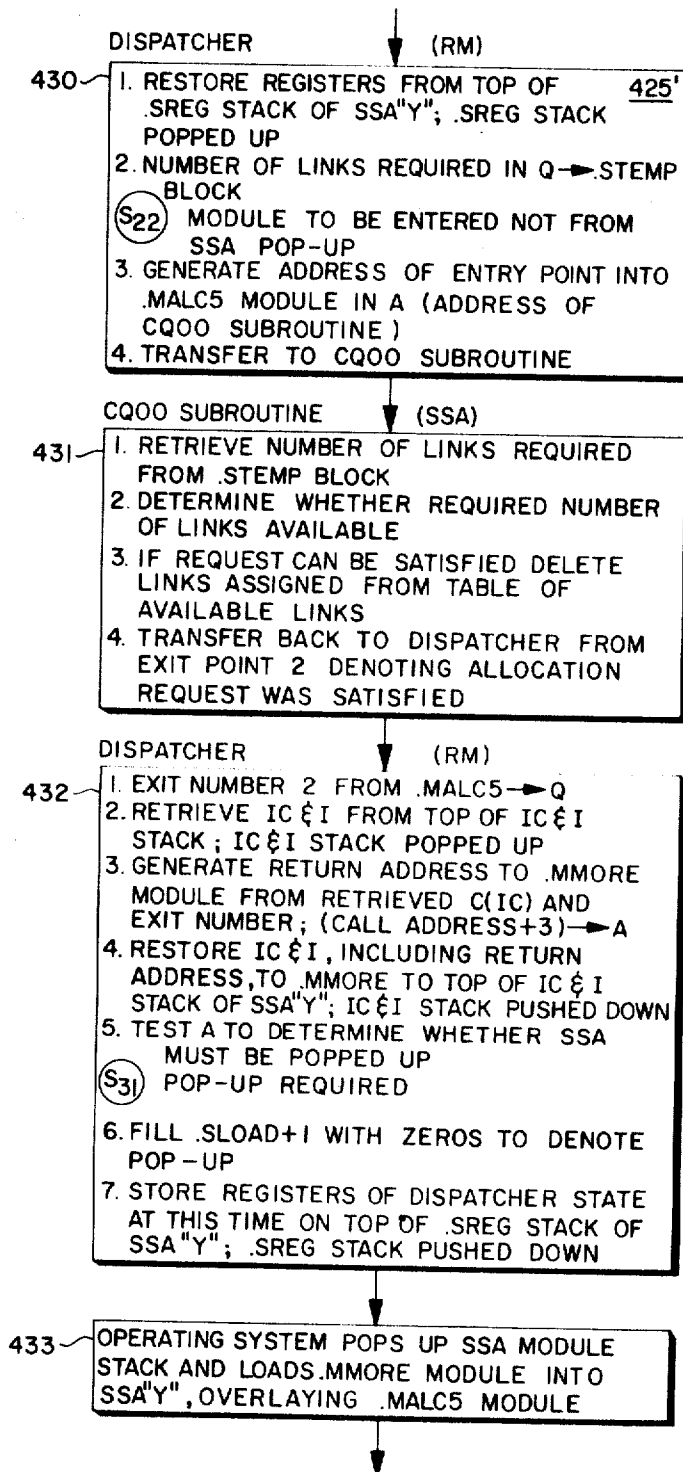 DISPATCHER (RM)
430 425'
1. RESTORE REGISTERS FROM TOP OF
.SREG STACK OF SSA"Y"; .SREG STACK
POPPED UP
2. NUMBER OF LINKS REQUIRED IN Q→.STEMP
BLOCK
S22 MODULE TO BE ENTERED NOT FROM
SSA POP-UP
3. GENERATE ADDRESS OF ENTRY POINT INTO
.MALC5 MODULE IN A (ADDRESS OF
CQOO SUBROUTINE)
4. TRANSFER TO CQOO SUBROUTINE
CQOO SUBROUTINE (SSA)
431
1. RETRIEVE NUMBER OF LINKS REQUIRED
FROM .STEMP BLOCK
2. DETERMINE WHETHER REQUIRED NUMBER
OF LINKS AVAILABLE
3. IF REQUEST CAN BE SATISFIED DELETE
LINKS ASSIGNED FROM TABLE OF
AVAILABLE LINKS
4. TRANSFER BACK TO DISPATCHER FROM
EXIT POINT 2 DENOTING ALLOCATION
REQUEST WAS SATISFIED
DISPATCHER (RM)
432
1. EXIT NUMBER 2 FROM .MALC5→Q
2. RETRIEVE IC & I FROM TOP OF IC & I
STACK; IC & I STACK POPPED UP
3. GENERATE RETURN ADDRESS TO .MMORE
MODULE FROM RETRIEVED C(IC) AND
EXIT NUMBER; (CALL ADDRESS+3)→A
4. RESTORE IC & I, INCLUDING RETURN
ADDRESS, TO .MMORE TO TOP OF IC & I
STACK OF SSA"Y"; IC & I STACK PUSHED DOWN
5. TEST A TO DETERMINE WHETHER SSA
MUST BE POPPED UP
S31 POP-UP REQUIRED
6. FILL .SLOAD+1 WITH ZEROS TO DENOTE
POP-UP
7. STORE REGISTERS OF DISPATCHER STATE
AT THIS TIME ON TOP OF .SREG STACK OF
SSA"Y"; .SREG STACK PUSHED DOWN
433
OPERATING SYSTEM POPS UP SSA MODULE
STACK AND LOADS .MMORE MODULE INTO
SSA"Y", OVERLAYING .MALC5 MODULE